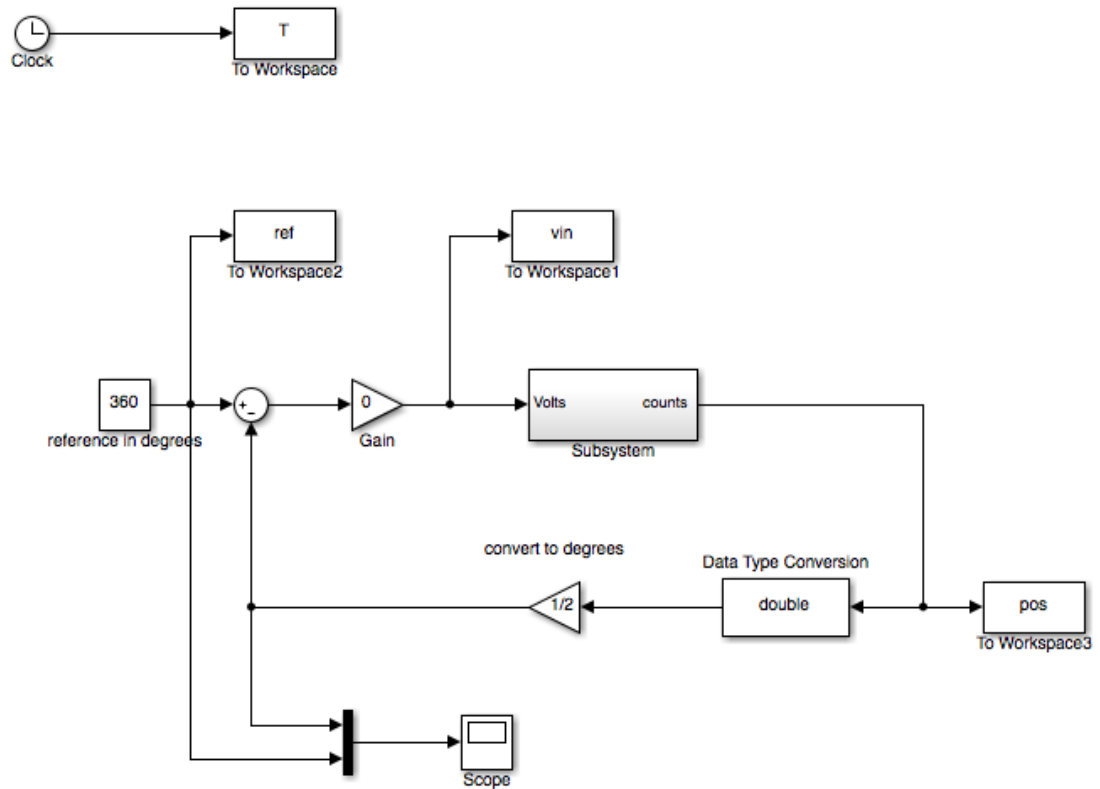 T
Clock
To Workspace
ref
To Workspace2
vin
To Workspace1
360
reference in degrees
+_
0
Gain
Volts
counts
Subsystem
convert to degrees
1/2
Data Type Conversion
double
pos
To Workspace3
Scope